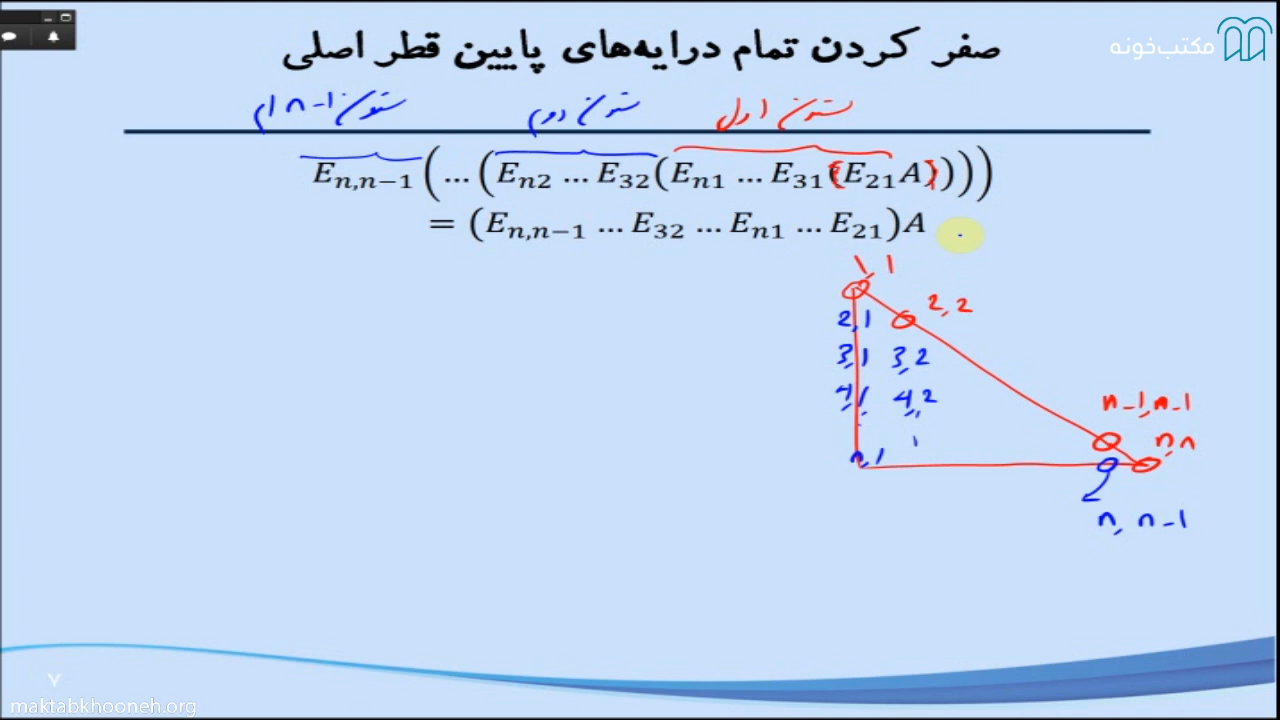 مکتب‌خونه
صفر کردن تمام درایه‌های پایین قطر اصلی
ستون اول ستون دوم ستون n-1 ام
E_{n,n-1}(…(E_{n2} … E_{32}(E_{n1} … E_{31}(E_{21}A))))
= (E_{n,n-1} … E_{32} … E_{n1} … E_{21})A
1,1
2,1 2,2
3,1 3,2
4,1 4,2
n-1,n-1
n,1 n,n
n, n-1
۷
maktabkhooneh.org